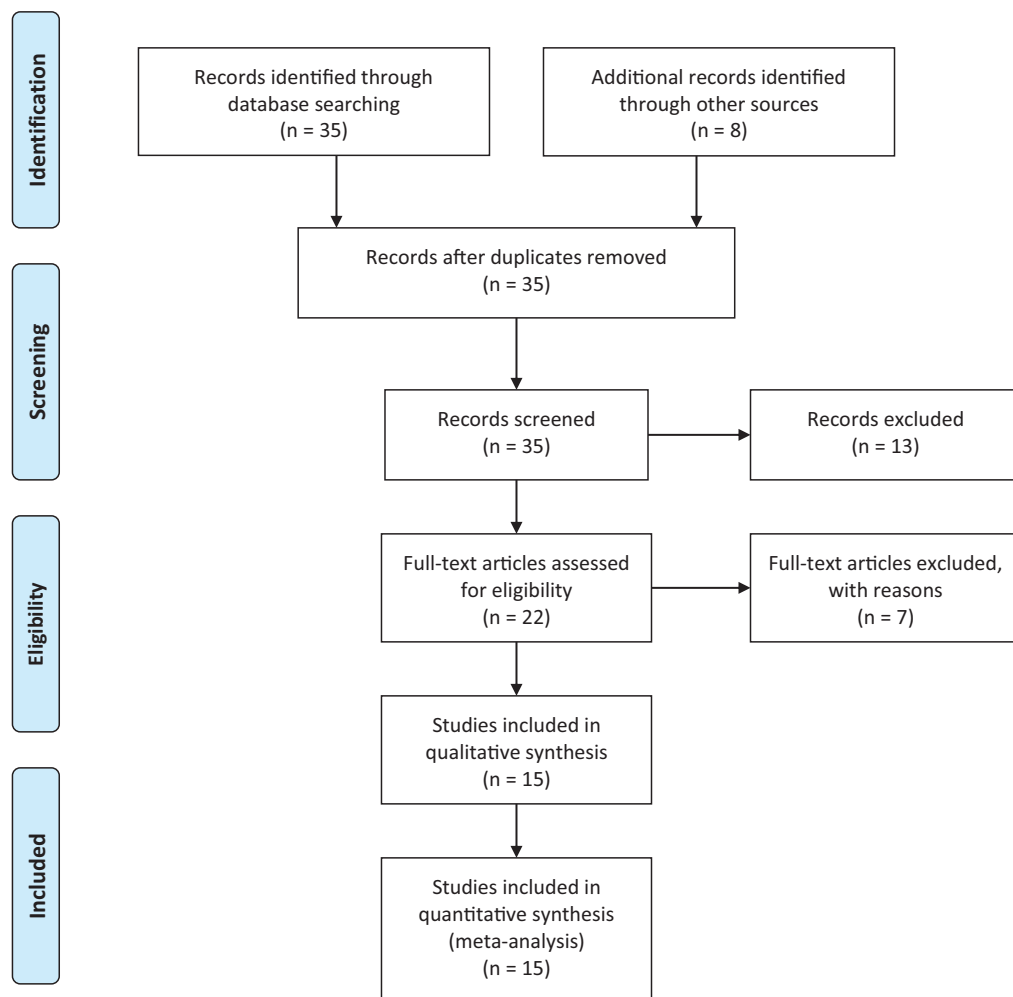 Identification
Records identified through
database searching
(n = 35)
Additional records identified
through other sources
(n = 8)
Records after duplicates removed
(n = 35)
Screening
Records screened
(n = 35)
Records excluded
(n = 13)
Eligibility
Full-text articles assessed
for eligibility
(n = 22)
Full-text articles excluded,
with reasons
(n = 7)
Studies included in
qualitative synthesis
(n = 15)
Included
Studies included in
quantitative synthesis
(meta-analysis)
(n = 15)